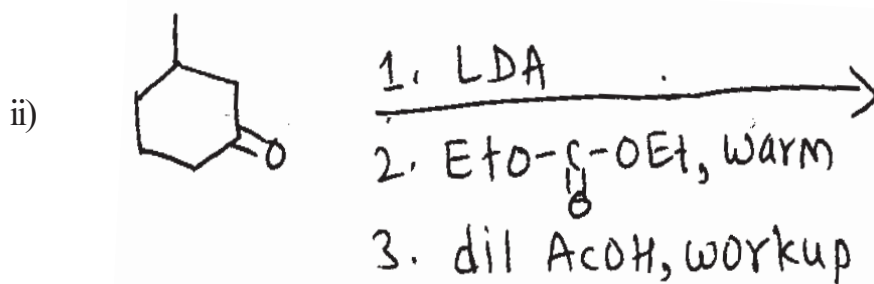 ii)
O
1. LDA
2. EtO-C-OEt, warm
O
3. dil AcOH, workup